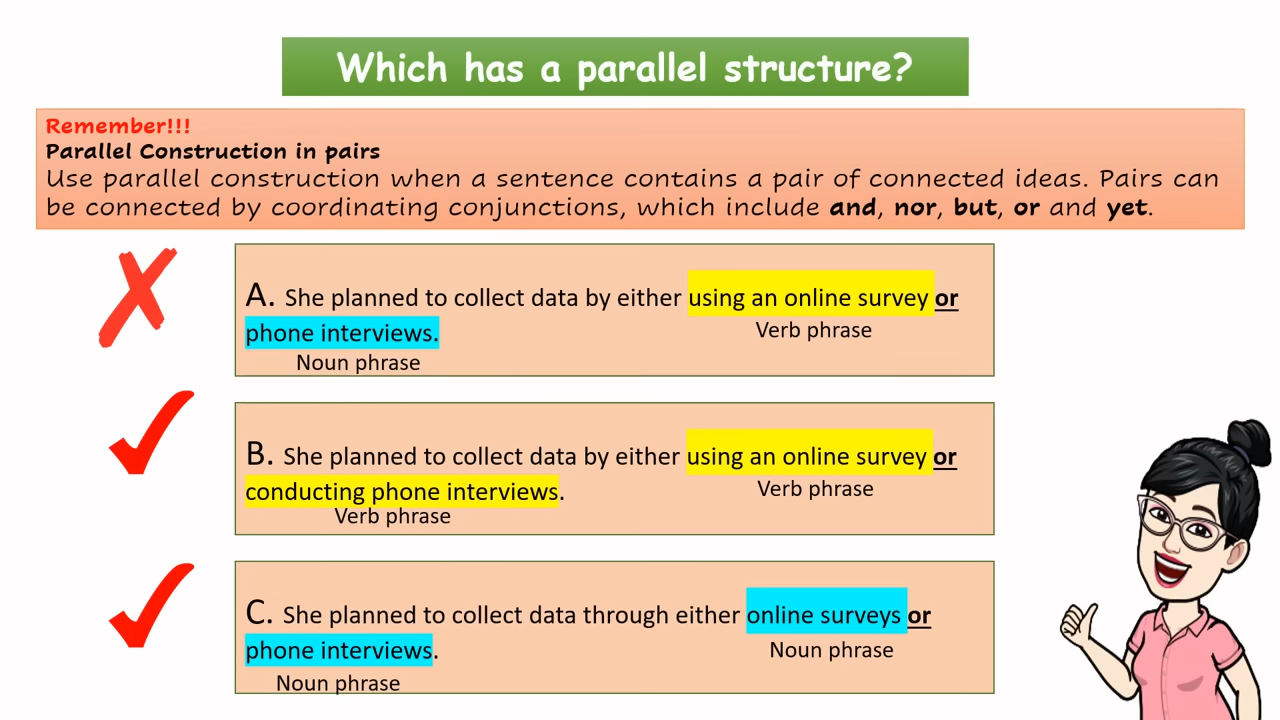 Which has a parallel structure?
Remember!!!
Parallel Construction in pairs
Use parallel construction when a sentence contains a pair of connected ideas. Pairs can
be connected by coordinating conjunctions, which include and, nor, but, or and yet.
A. She planned to collect data by either using an online survey or
Verb phrase
phone interviews.
Noun phrase
B. She planned to collect data by either using an online survey or
Verb phrase
conducting phone interviews.
Verb phrase
C. She planned to collect data through either online surveys or
Noun phrase
phone interviews.
Noun phrase